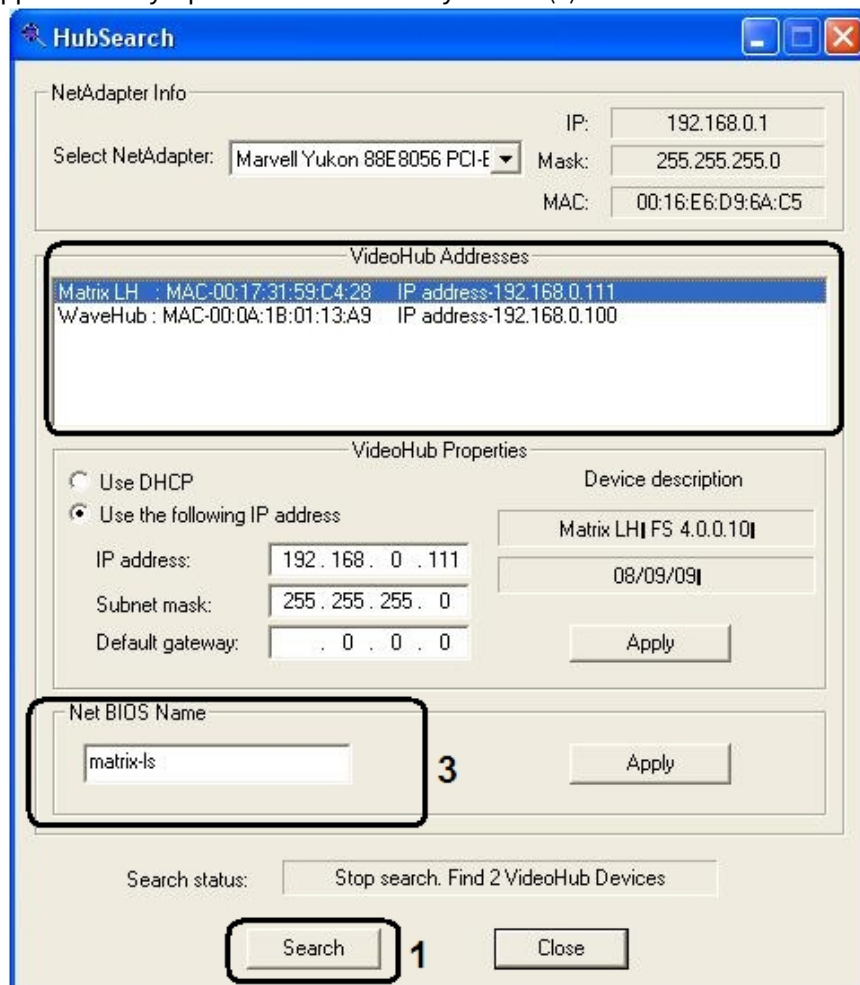 HubSearch
NetAdapter Info
IP: 192.168.0.1
Select NetAdapter: Marvell Yukon 88E8056 PCI-E Mask: 255.255.255.0
MAC: 00:16:E6:D9:6A:C5
VideoHub Addresses
Matrix LH : MAC-00:17:31:59:C4:28 IP address-192.168.0.111
WaveHub : MAC-00:0A:1B:01:13:A9 IP address-192.168.0.100
VideoHub Properties
Use DHCP Device description
Use the following IP address
Matrix LH| FS 4.0.0.10|
IP address: 192 . 168 . 0 . 111
08/09/09|
Subnet mask: 255 . 255 . 255 . 0
Default gateway: . 0 . 0 . 0 Apply
Net BIOS Name
matrix-ls 3 Apply
Search status: Stop search. Find 2 VideoHub Devices
Search 1 Close